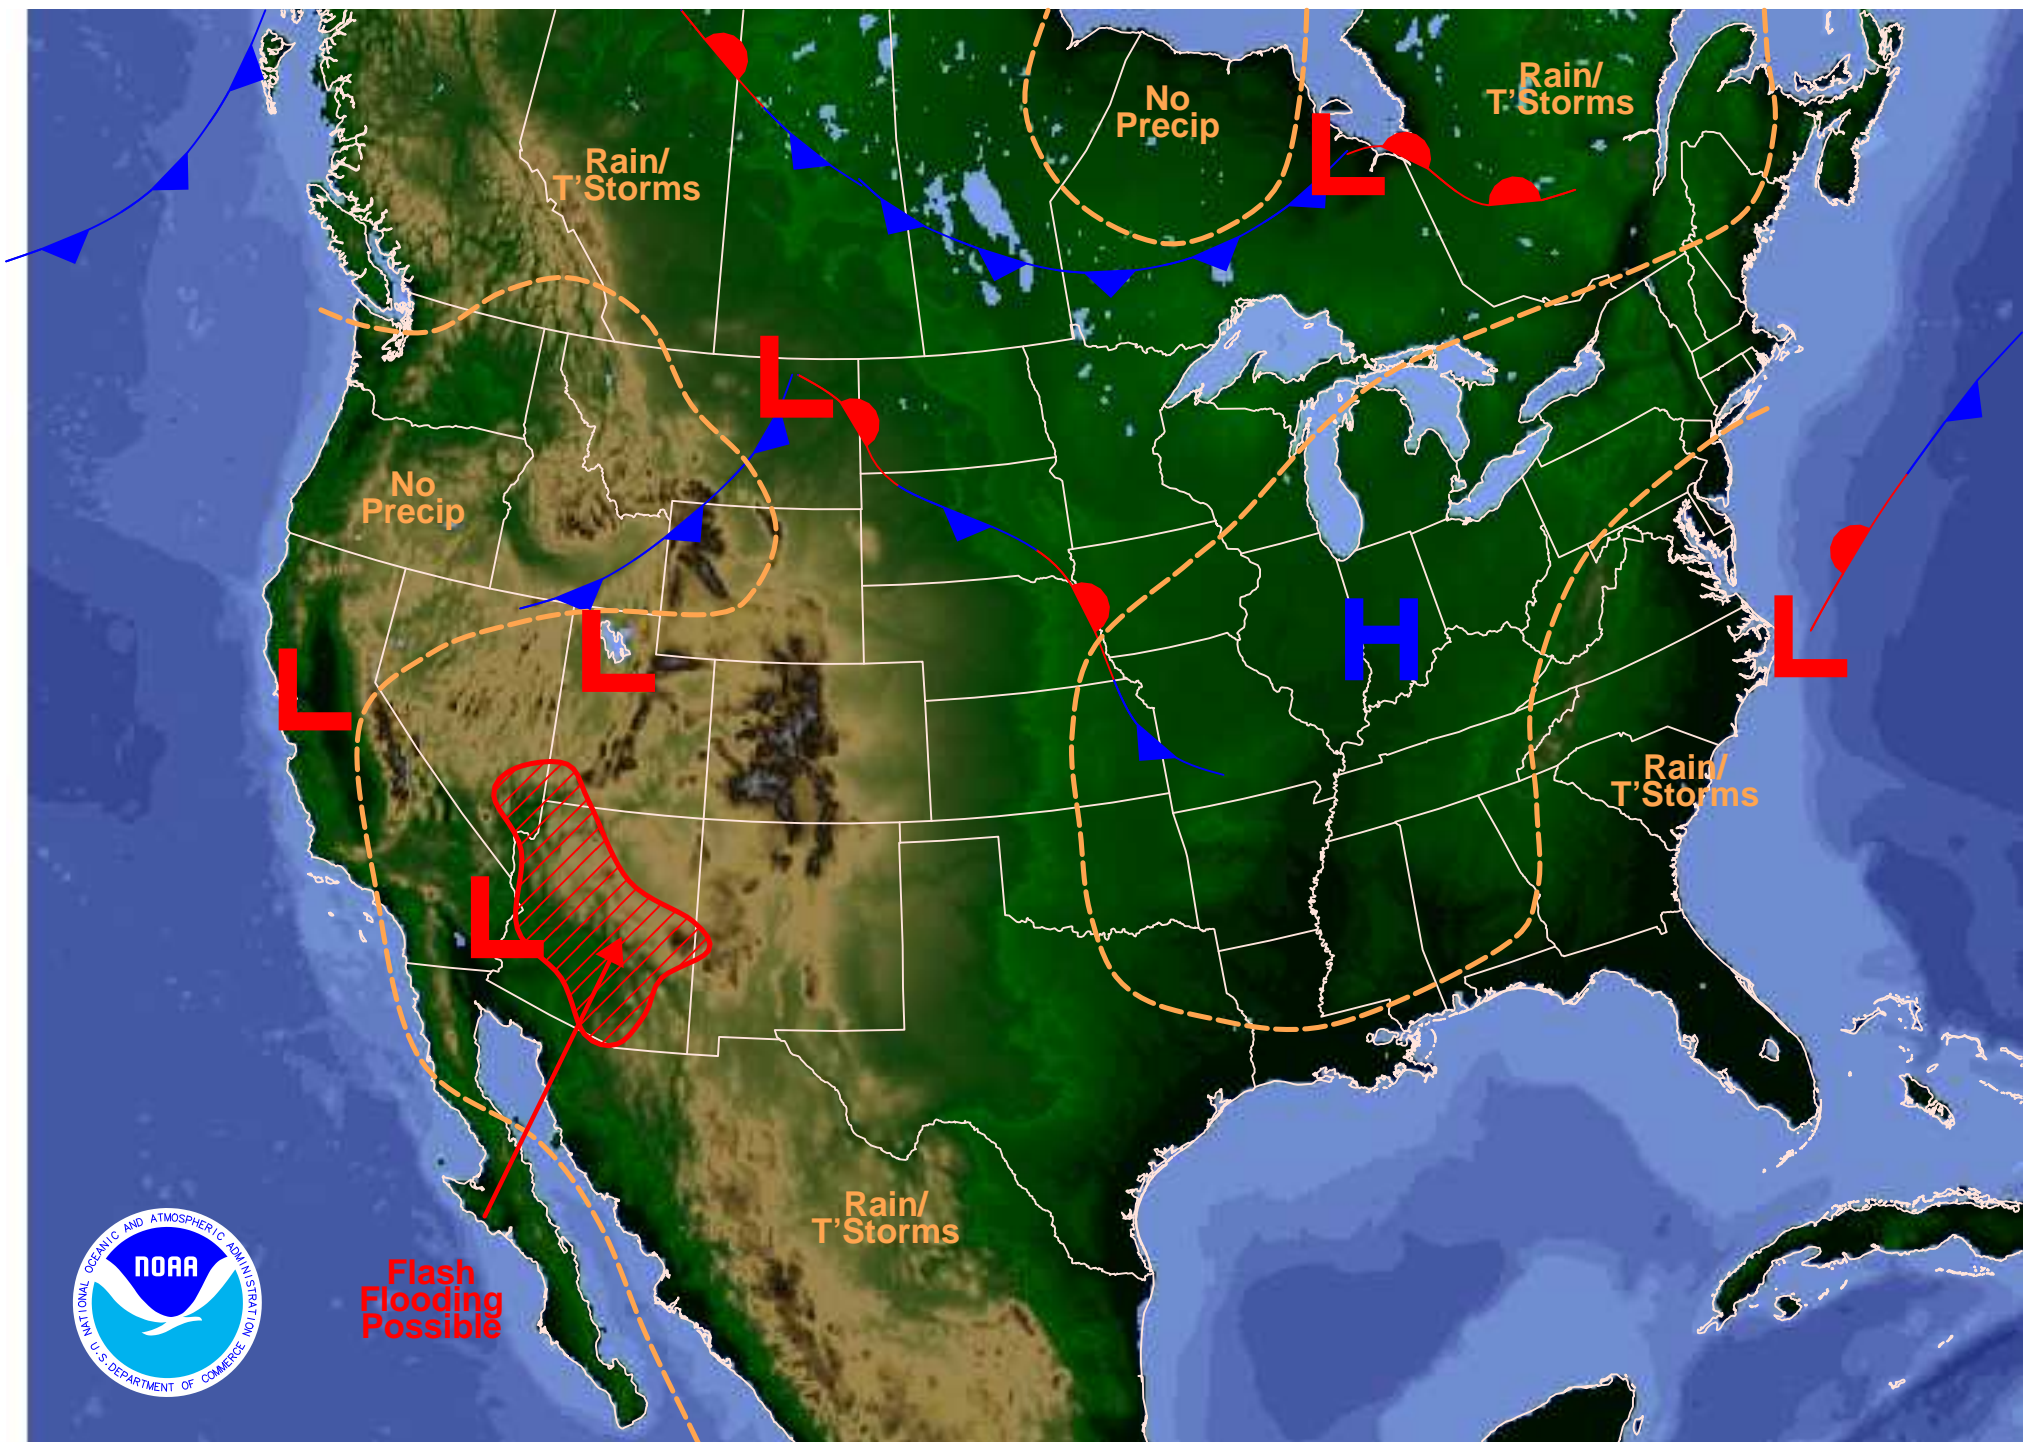 Rain/
T'Storms
No
Precip
Rain/
T'Storms
No
Precip
L
L
L
L
L
L
H
Rain/
T'Storms
Rain/
T'Storms
Flash
Flooding
Possible
NATIONAL OCEANIC AND ATMOSPHERIC ADMINISTRATION
NOAA
U.S. DEPARTMENT OF COMMERCE